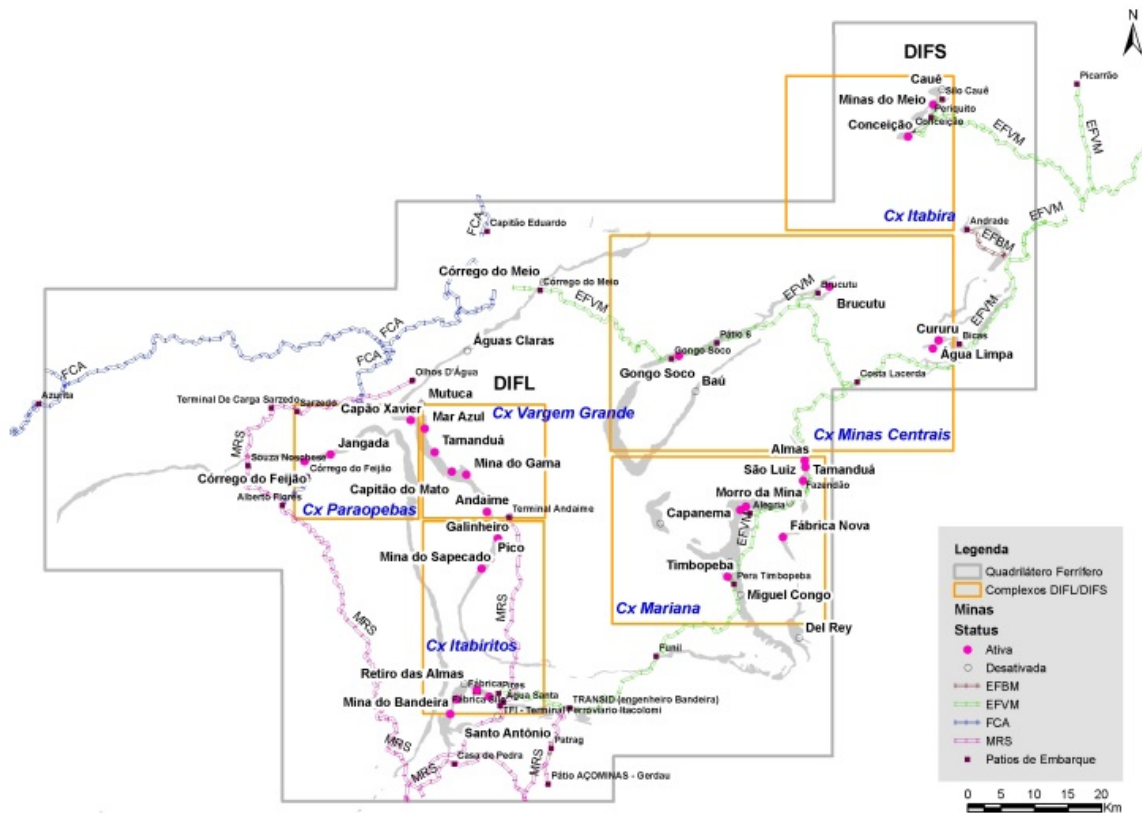 N
DIFS
Cauê
Silo Cauê
Picarrão
Minas do Meio
Periquito
Conceição
Conceição
EFVM
EFVM
EFVM
Cx Itabira
Andrade
EFBM
FCA
Capitão Eduardo
Córrego do Meio
Córrego do Meio
EFVM
EFVM
Brucutu
Brucutu
EFVM
FCA
FCA
FCA
Águas Claras
Pátio 6
Gongo Soco
Gongo Soco
Baú
Cururu
Bicas
Água Limpa
Costa Lacerda
Azurita
Olhos D'Água
DIFL
Mutuca
Terminal De Carga Sarzedo
Sarzedo
Capão Xavier
Mar Azul
Cx Vargem Grande
Cx Minas Centrais
MRS
Jangada
Tamanduá
Almas
Souza Noschese
Córrego do Feijão
Córrego do Feijão
Mina do Gama
São Luiz
Tamanduá
Fazendão
Capitão do Mato
Alberto Flores
Cx Paraopebas
Andaime
Terminal Andaime
Morro da Mina
Alegria
Capanema
EFVM
Fábrica Nova
Galinheiro
Pico
Mina do Sapecado
Timbopeba
Pera Timbopeba
Miguel Congo
MRS
MRS
Cx Mariana
Del Rey
Cx Itabiritos
Funil
Retiro das Almas
Fábrica
Pires
Mina do Bandeira
Água Santa
TRANSID (engenheiro Bandeira)
TFI - Terminal Ferroviario Itacolomi
Santo Antônio
MRS
Casa de Pedra
Patrag
MRS
MRS
Pátio AÇOMINAS - Gerdau
Legenda
Quadrilátero Ferrífero
Complexos DIFL/DIFS
Minas
Status
Ativa
Desativada
EFBM
EFVM
FCA
MRS
Patios de Embarque
0 5 10 15 20
Km